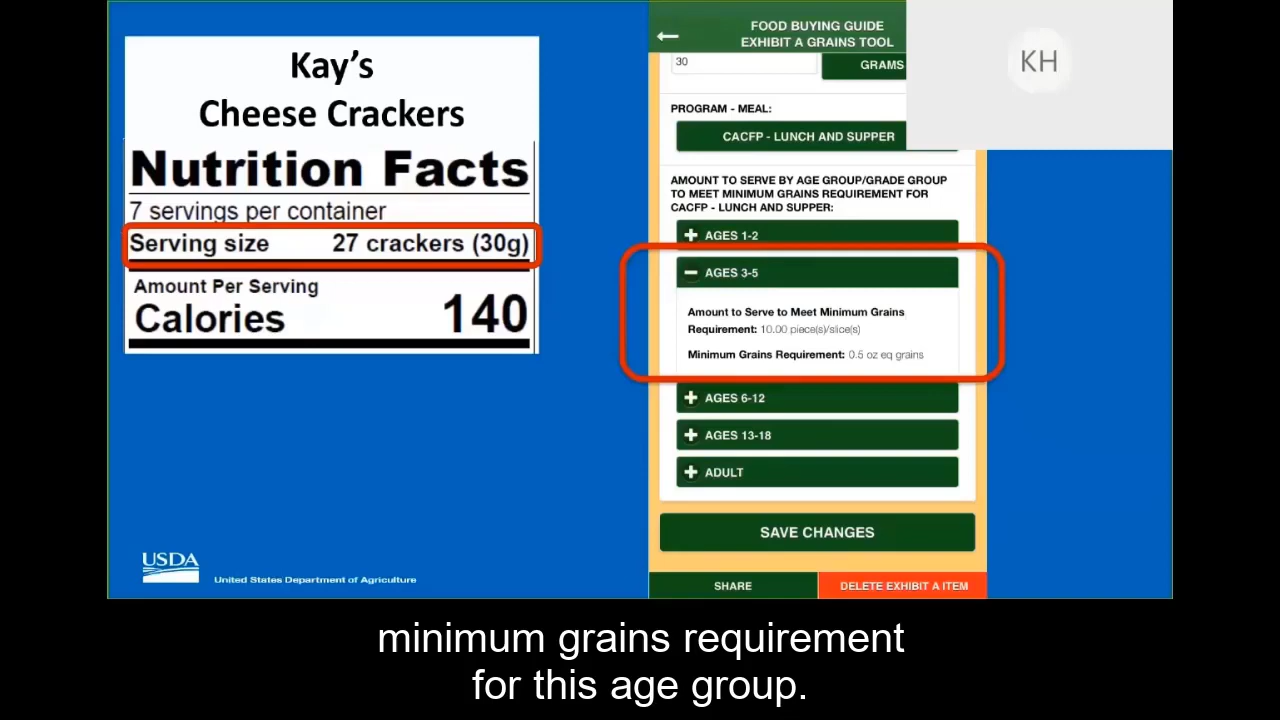 Kay's
Cheese Crackers
Nutrition Facts
7 servings per container
Serving size 27 crackers (30g)
Amount Per Serving
Calories 140
USDA
United States Department of Agriculture
FOOD BUYING GUIDE
EXHIBIT A GRAINS TOOL
30
GRAMS
PROGRAM - MEAL:
CACFP - LUNCH AND SUPPER
AMOUNT TO SERVE BY AGE GROUP/GRADE GROUP
TO MEET MINIMUM GRAINS REQUIREMENT FOR
CACFP - LUNCH AND SUPPER:
AGES 1-2
AGES 3-5
Amount to Serve to Meet Minimum Grains
Requirement: 10.00 piece(s)/slice(s)
Minimum Grains Requirement: 0.5 oz eq grains
AGES 6-12
AGES 13-18
ADULT
SAVE CHANGES
SHARE
DELETE EXHIBIT A ITEM
KH
minimum grains requirement
for this age group.